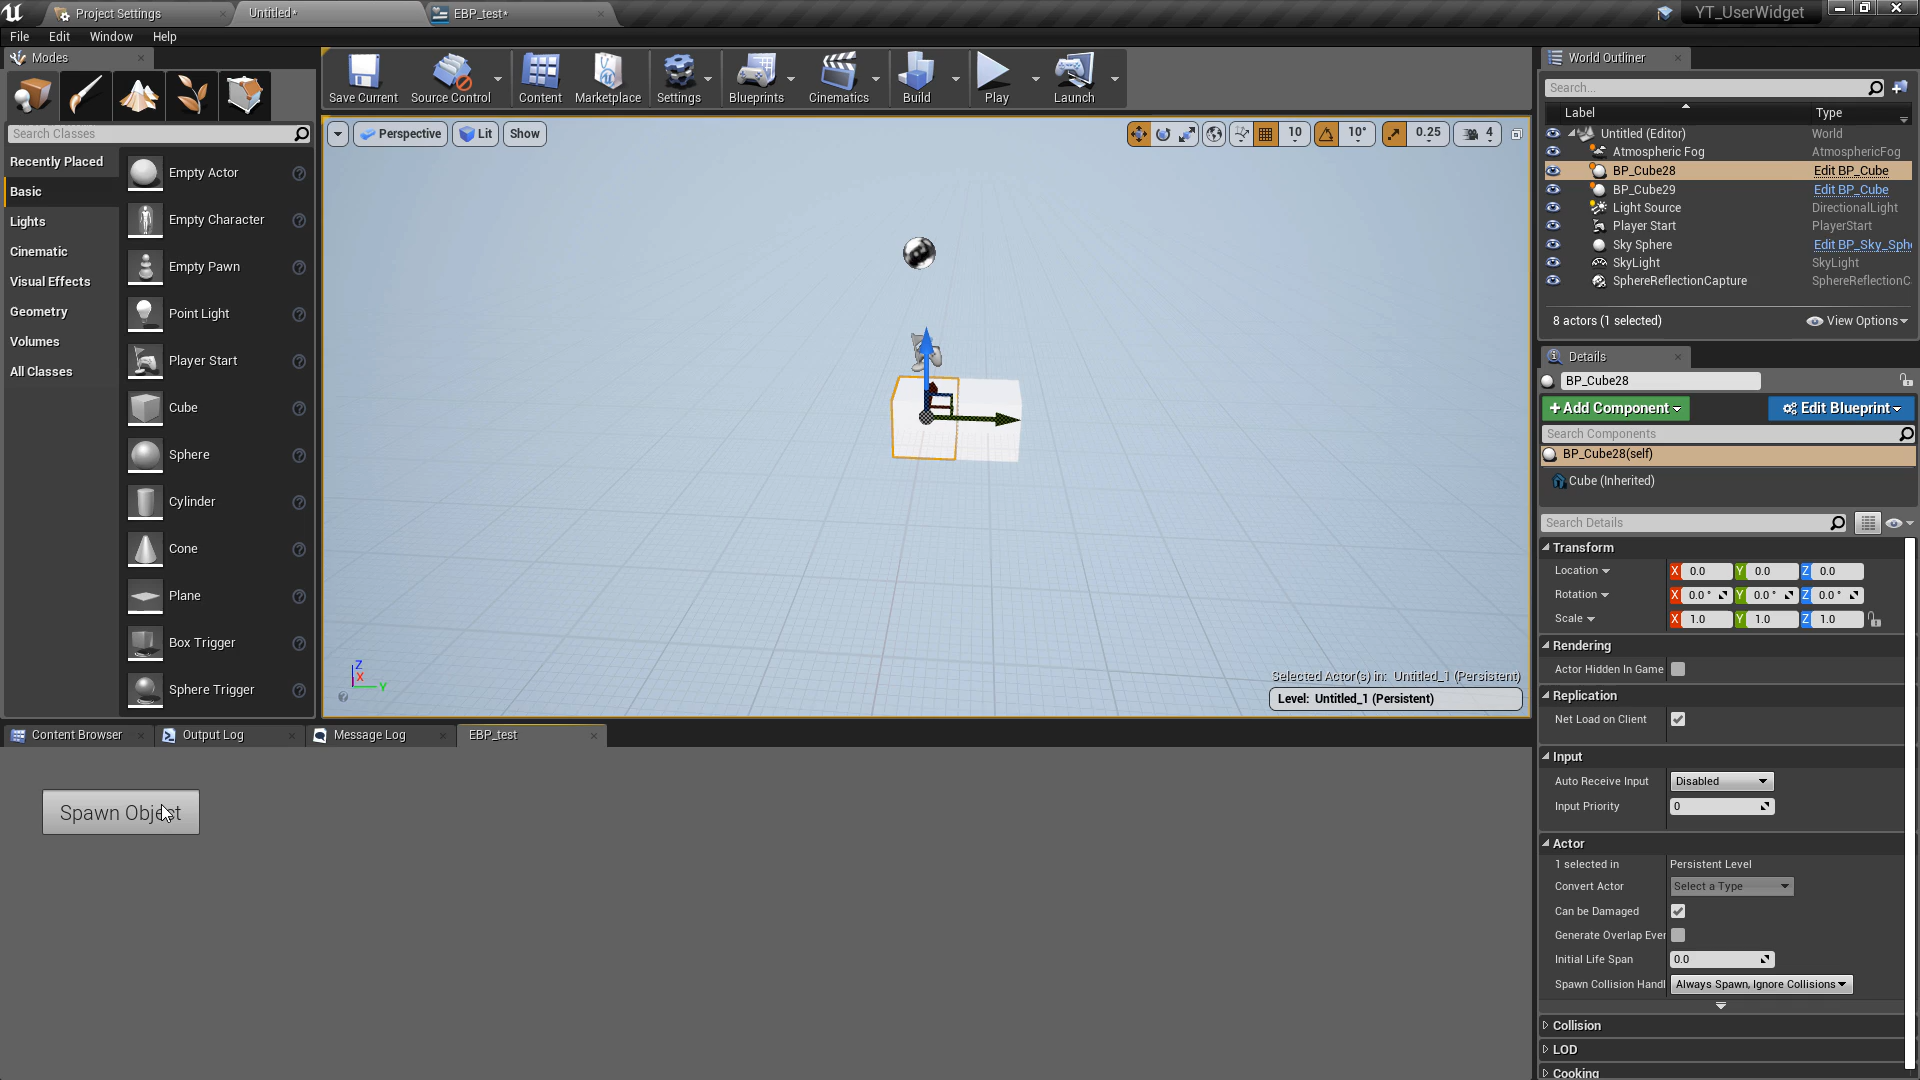 Project Settings
Untitled*
EBP_test*
YT_UserWidget
File
Edit
Window
Help
Modes
Search Classes
Recently Placed
Basic
Lights
Cinematic
Visual Effects
Geometry
Volumes
All Classes
Empty Actor
Empty Character
Empty Pawn
Point Light
Player Start
Cube
Sphere
Cylinder
Cone
Plane
Box Trigger
Sphere Trigger
Save Current
Source Control
Content
Marketplace
Settings
Blueprints
Cinematics
Build
Play
Launch
Perspective
Lit
Show
10
10°
0.25
4
Z
X
Y
Selected Actor(s) in: Untitled_1 (Persistent)
Level: Untitled_1 (Persistent)
World Outliner
Search...
Label
Type
Untitled (Editor)
World
Atmospheric Fog
AtmosphericFog
BP_Cube28
Edit BP_Cube
BP_Cube29
Edit BP_Cube
Light Source
DirectionalLight
Player Start
PlayerStart
Sky Sphere
Edit BP_Sky_Sph
SkyLight
SkyLight
SphereReflectionCapture
SphereReflectionC
8 actors (1 selected)
View Options
Details
BP_Cube28
+Add Component
Edit Blueprint
Search Components
BP_Cube28(self)
Cube (Inherited)
Search Details
Transform
Location
X 0.0 Y 0.0 Z 0.0
Rotation
X 0.0 ° Y 0.0 ° Z 0.0 °
Scale
X 1.0 Y 1.0 Z 1.0
Rendering
Actor Hidden In Game
Replication
Net Load on Client
Input
Auto Receive Input
Disabled
Input Priority
0
Actor
1 selected in
Persistent Level
Convert Actor
Select a Type
Can be Damaged
Generate Overlap Ever
Initial Life Span
0.0
Spawn Collision Handl
Always Spawn, Ignore Collisions
Collision
LOD
Cooking
Content Browser
Output Log
Message Log
EBP_test
Spawn Object